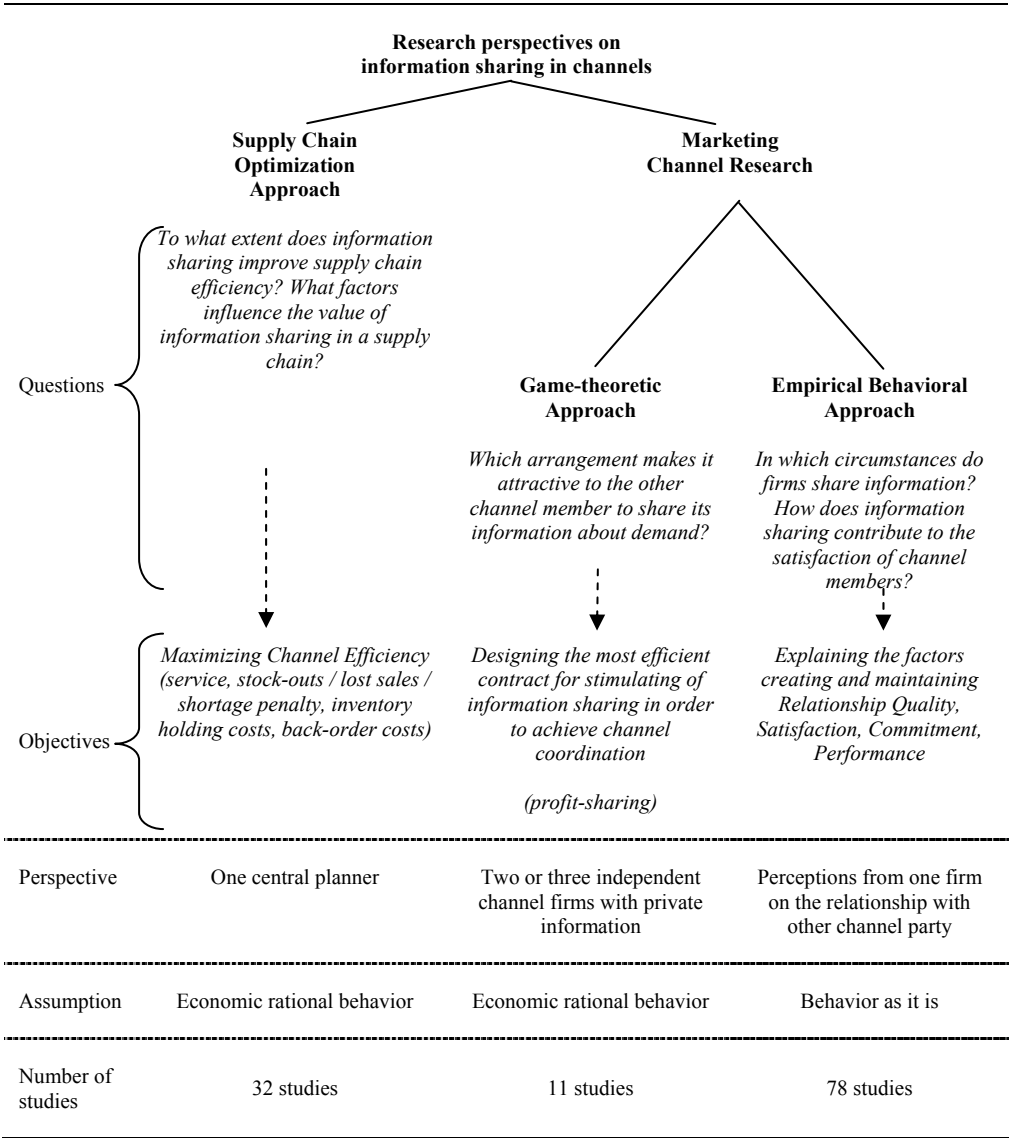 Research perspectives on
information sharing in channels
Supply Chain
Optimization
Approach
Marketing
Channel Research
To what extent does information
sharing improve supply chain
efficiency? What factors
influence the value of
information sharing in a supply
chain?
Questions
Game-theoretic
Approach
Empirical Behavioral
Approach
Which arrangement makes it
attractive to the other
channel member to share its
information about demand?
In which circumstances do
firms share information?
How does information
sharing contribute to the
satisfaction of channel
members?
Objectives
Maximizing Channel Efficiency
(service, stock-outs / lost sales /
shortage penalty, inventory
holding costs, back-order costs)
Designing the most efficient
contract for stimulating of
information sharing in order
to achieve channel
coordination
(profit-sharing)
Explaining the factors
creating and maintaining
Relationship Quality,
Satisfaction, Commitment,
Performance
Perspective
One central planner
Two or three independent
channel firms with private
information
Perceptions from one firm
on the relationship with
other channel party
Assumption
Economic rational behavior
Economic rational behavior
Behavior as it is
Number of
studies
32 studies
11 studies
78 studies